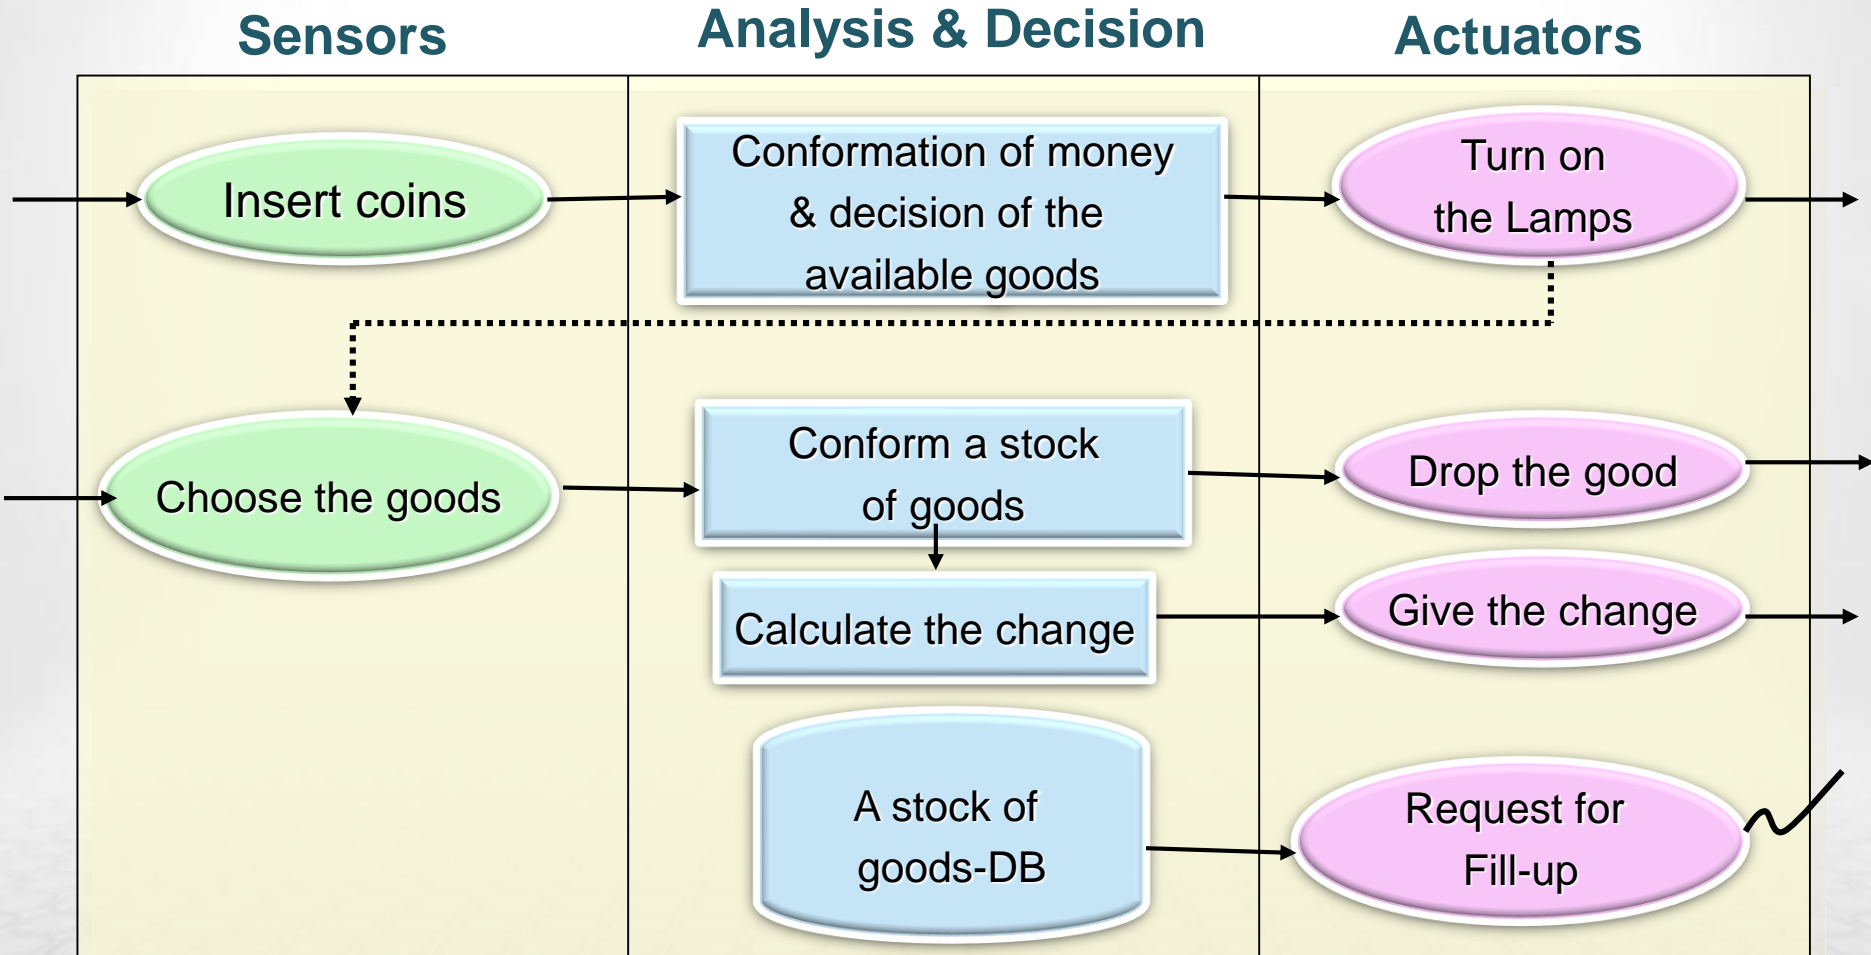 Sensors
Analysis & Decision
Actuators
Insert coins
Conformation of money
& decision of the
available goods
Turn on
the Lamps
Choose the goods
Conform a stock
of goods
Drop the good
Calculate the change
Give the change
A stock of
goods-DB
Request for
Fill-up